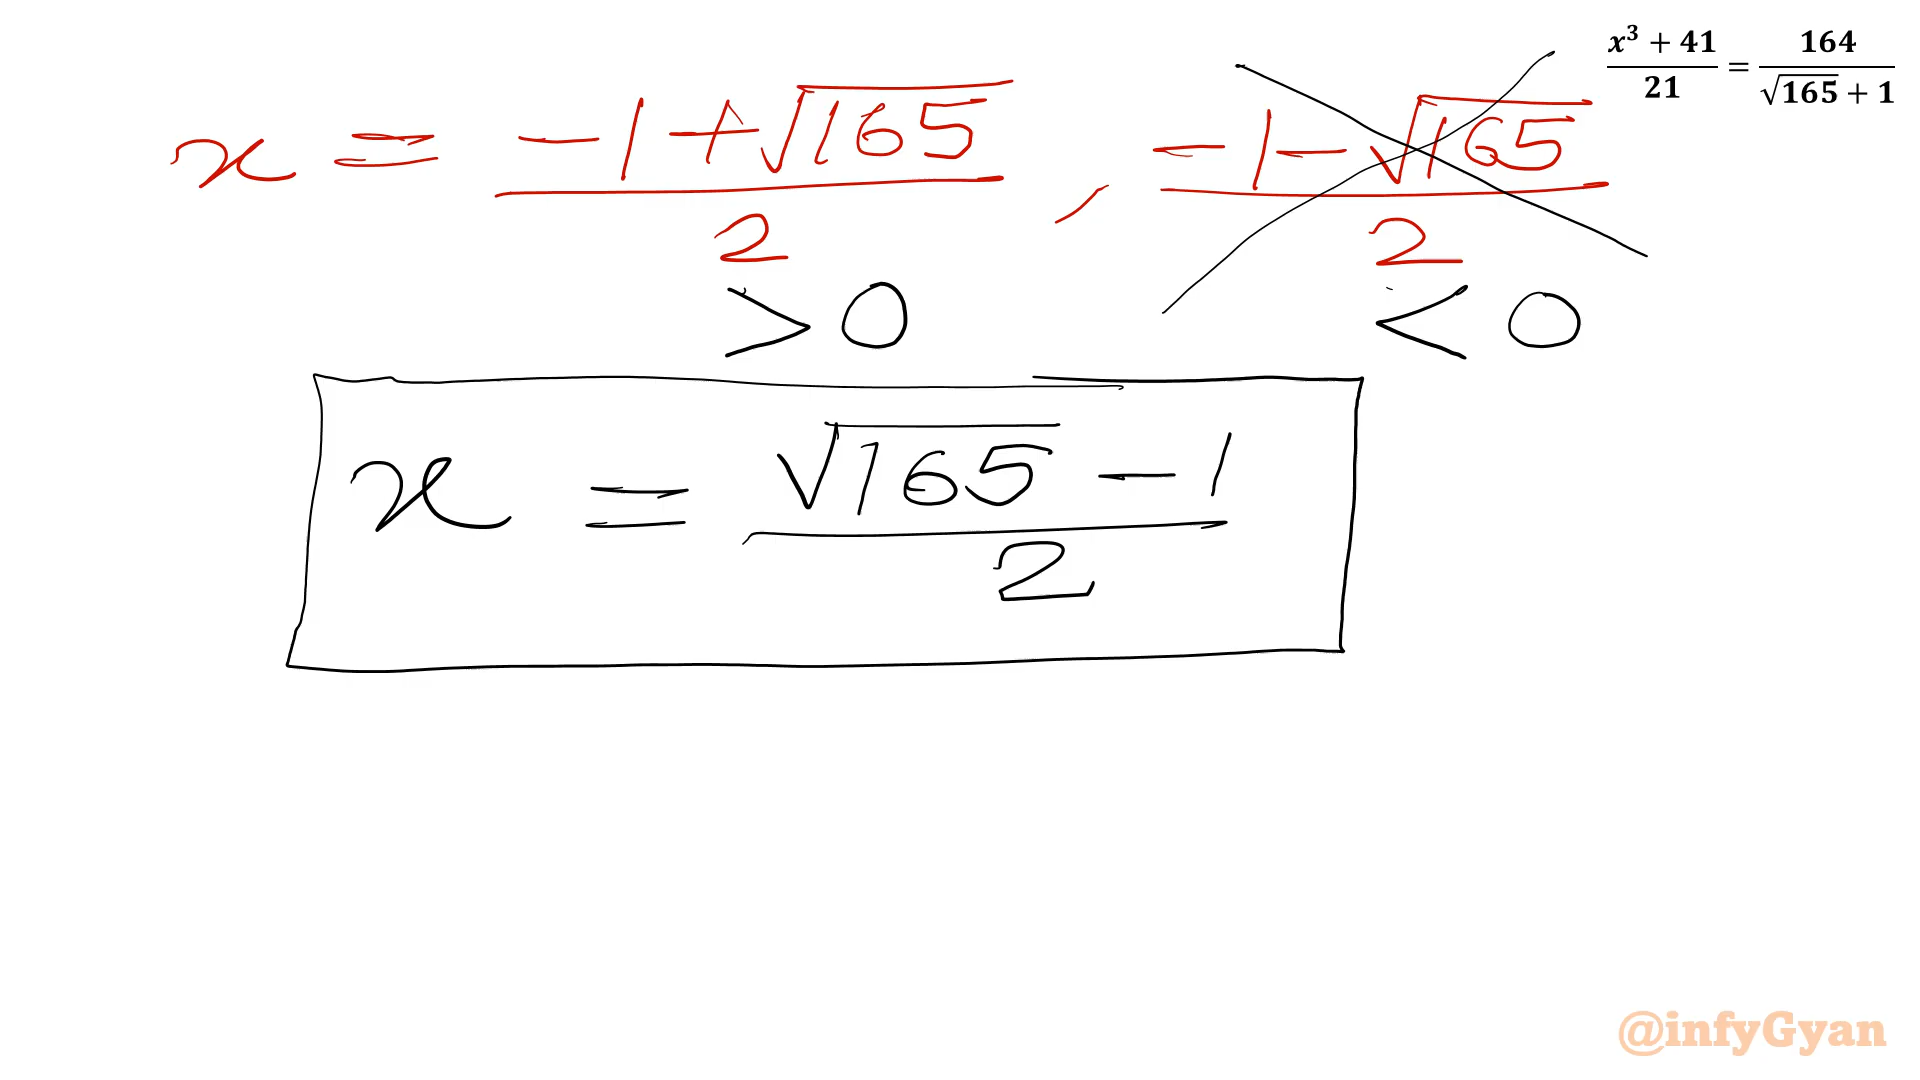 x³ + 41 / 21 = 164 / √165 + 1
x = -1 + √165 / 2 , -1 - √165 / 2
> 0 < 0
x = √165 - 1 / 2
@infyGyan